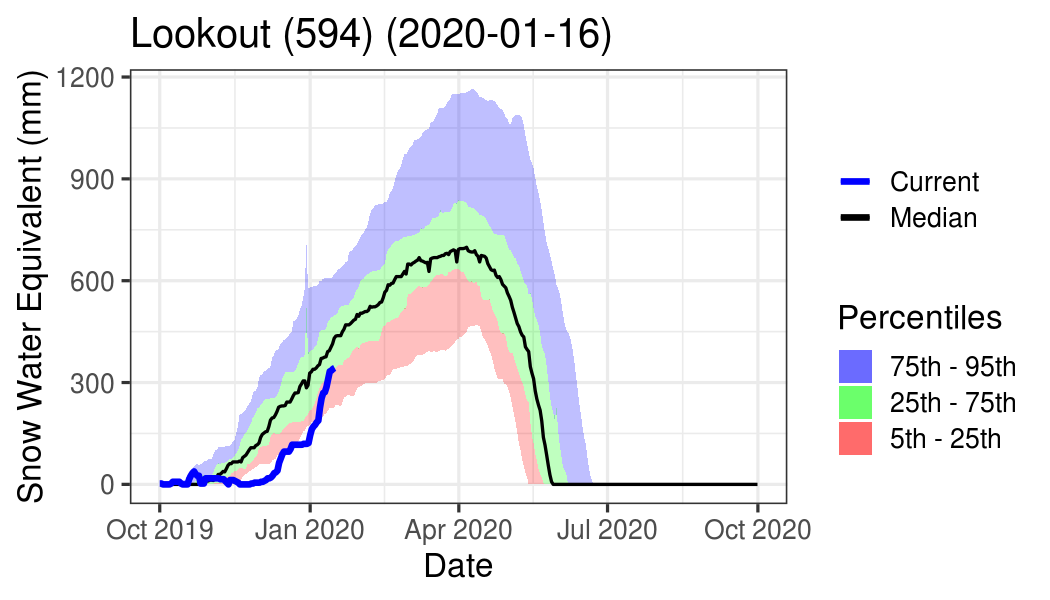 Lookout (594) (2020-01-16)
Snow Water Equivalent (mm)
1200
900
600
300
0
Oct 2019
Jan 2020
Apr 2020
Jul 2020
Oct 2020
Date
Current
Median
Percentiles
75th - 95th
25th - 75th
5th - 25th